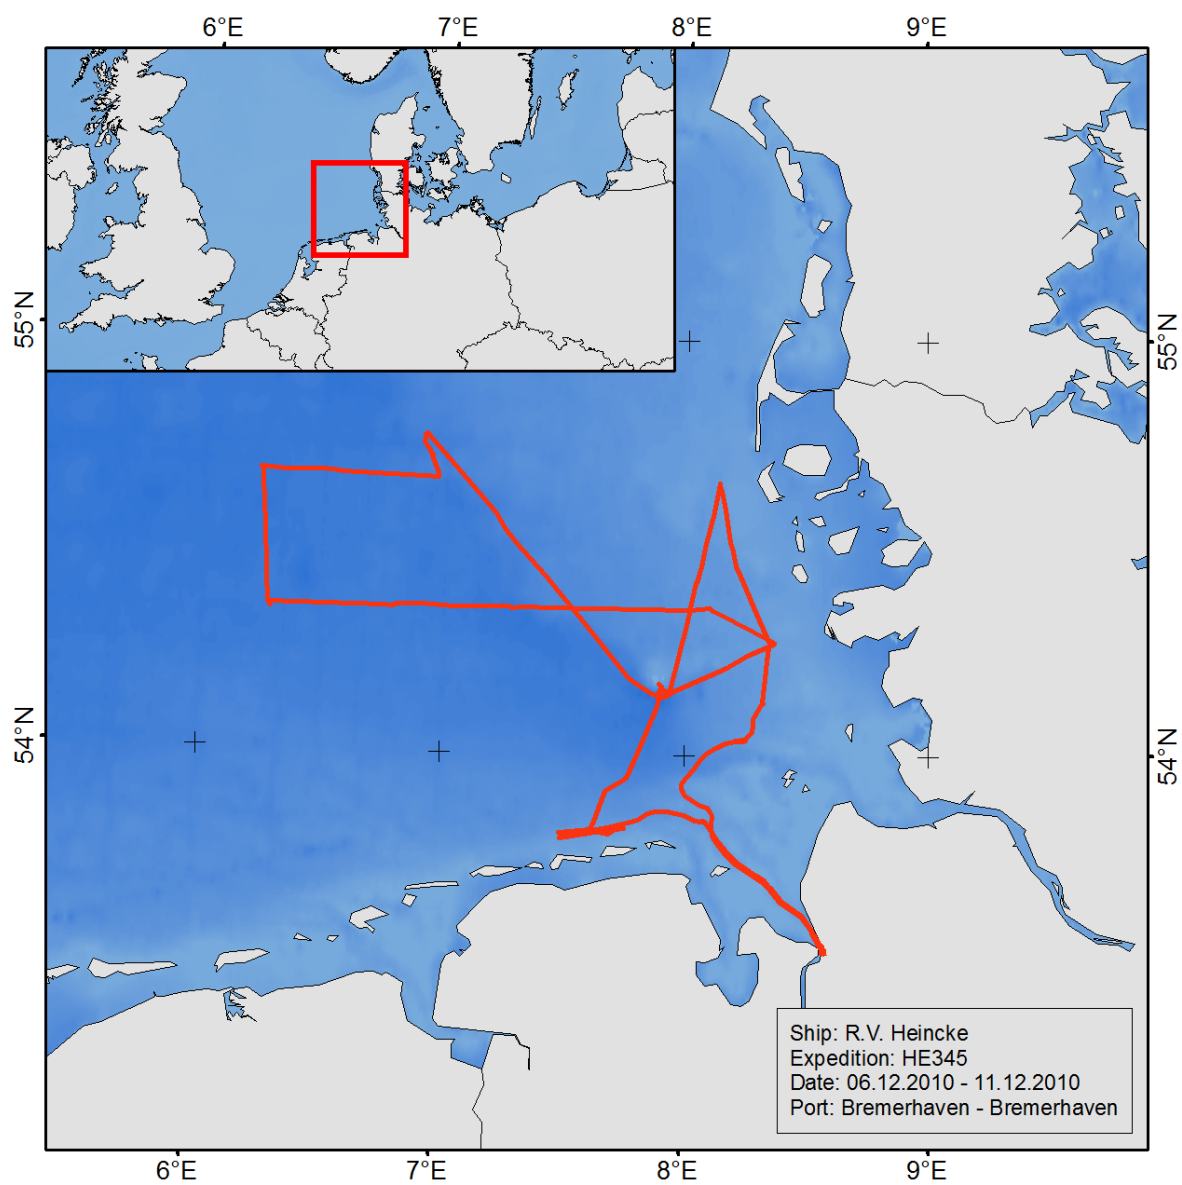 6°E 7°E 8°E 9°E
55°N 55°N
54°N 54°N
Ship: R.V. Heincke
Expedition: HE345
Date: 06.12.2010 - 11.12.2010
Port: Bremerhaven - Bremerhaven
6°E 7°E 8°E 9°E